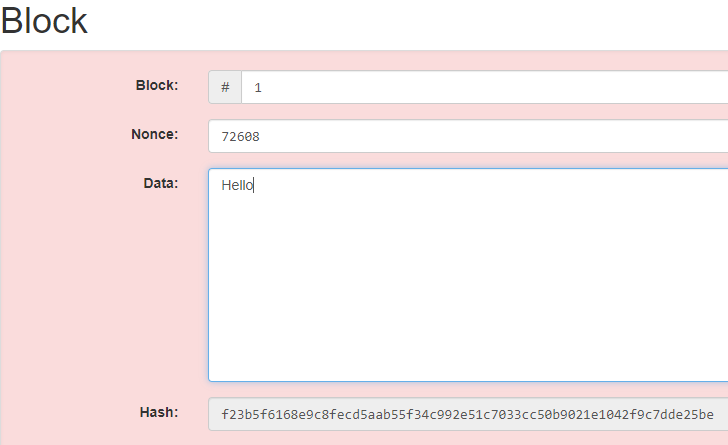 Block
Block: # 1
Nonce: 72608
Data: Hello
Hash: f23b5f6168e9c8fecd5aab55f34c992e51c7033cc50b9021e1042f9c7dde25be